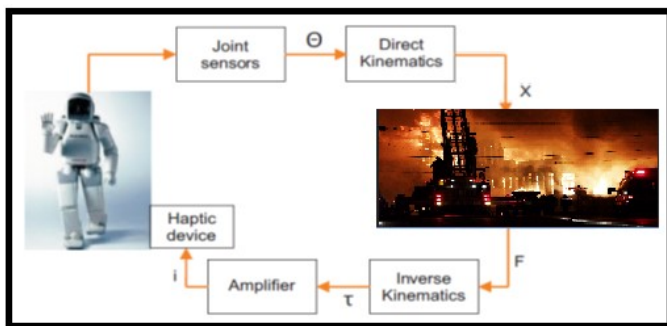 Joint
sensors
Θ
Direct
Kinematics
X
Haptic
device
i
Amplifier
τ
Inverse
Kinematics
F